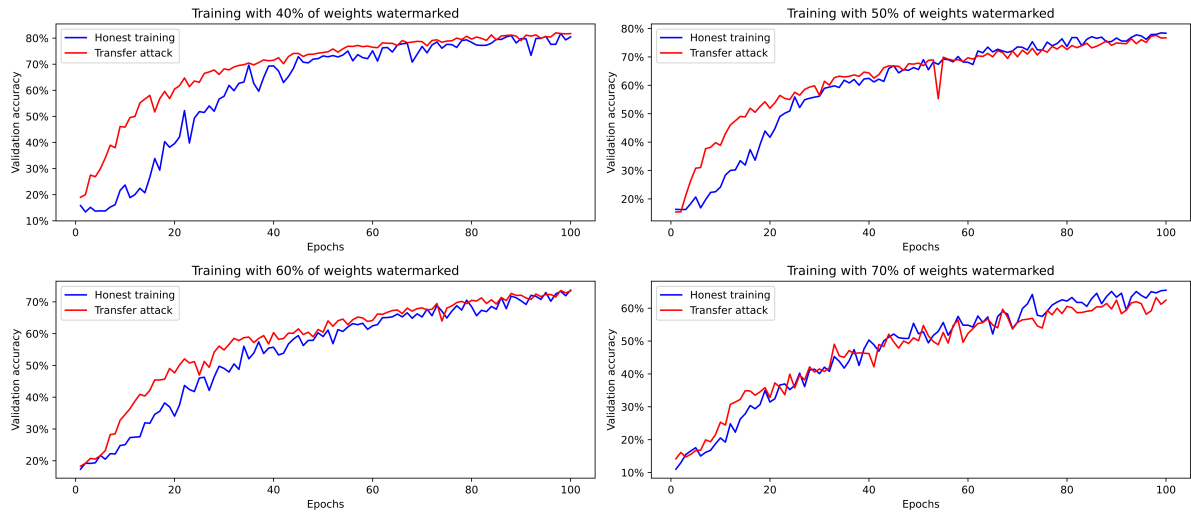 Training with 40% of weights watermarked
Validation accuracy
80%
70%
60%
50%
40%
30%
20%
10%
Honest training
Transfer attack
0 20 40 60 80 100
Epochs
Training with 50% of weights watermarked
Validation accuracy
80%
70%
60%
50%
40%
30%
20%
Honest training
Transfer attack
0 20 40 60 80 100
Epochs
Training with 60% of weights watermarked
Validation accuracy
70%
60%
50%
40%
30%
20%
Honest training
Transfer attack
0 20 40 60 80 100
Epochs
Training with 70% of weights watermarked
Validation accuracy
60%
50%
40%
30%
20%
10%
Honest training
Transfer attack
0 20 40 60 80 100
Epochs